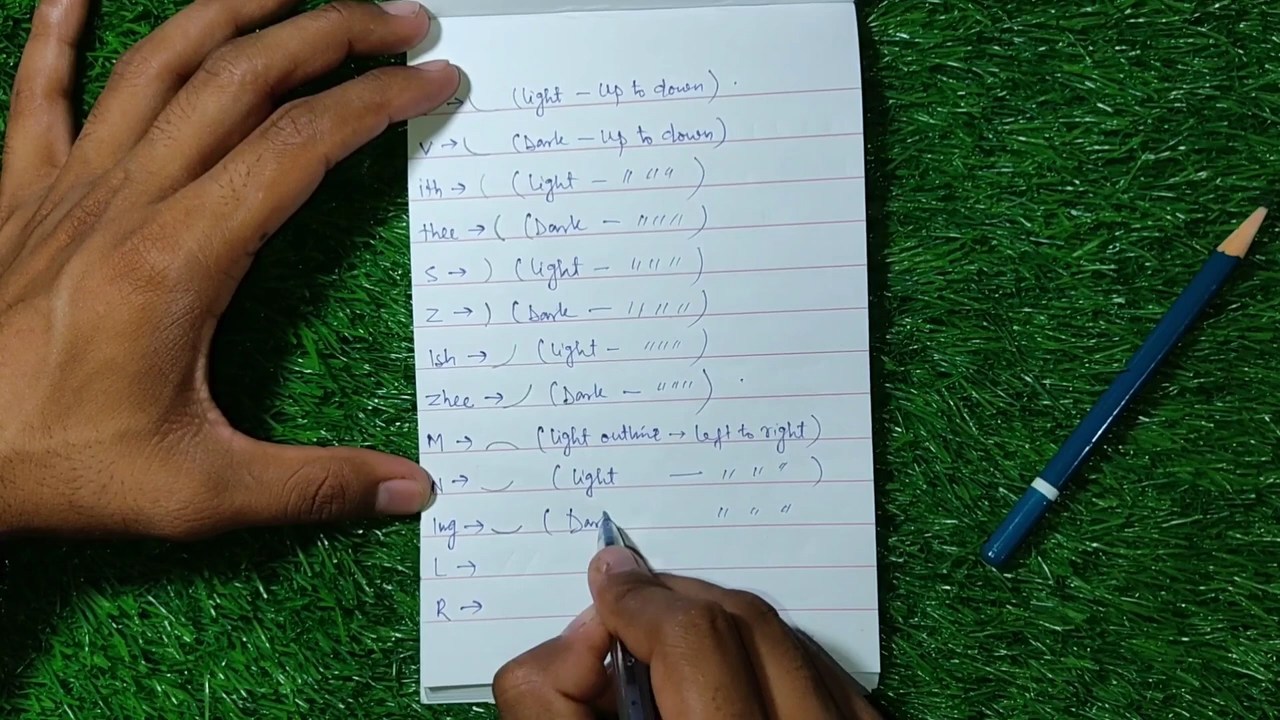 → ( (light – Up to down) .
V → ( (Dark – Up to down)
ith → ( (light – " " ")
thee → ( (Dark – " " " ")
S → ) (light – " " ")
Z → ) (Dark – " " " ")
Ish → ) (light – " " ")
Zhee → ) (Dark – " " ") .
M → ⌒ (light outline → left to right)
N → ⌣ (light — " " ")
Ing → ⌣ (Dar " " "
L →
R →